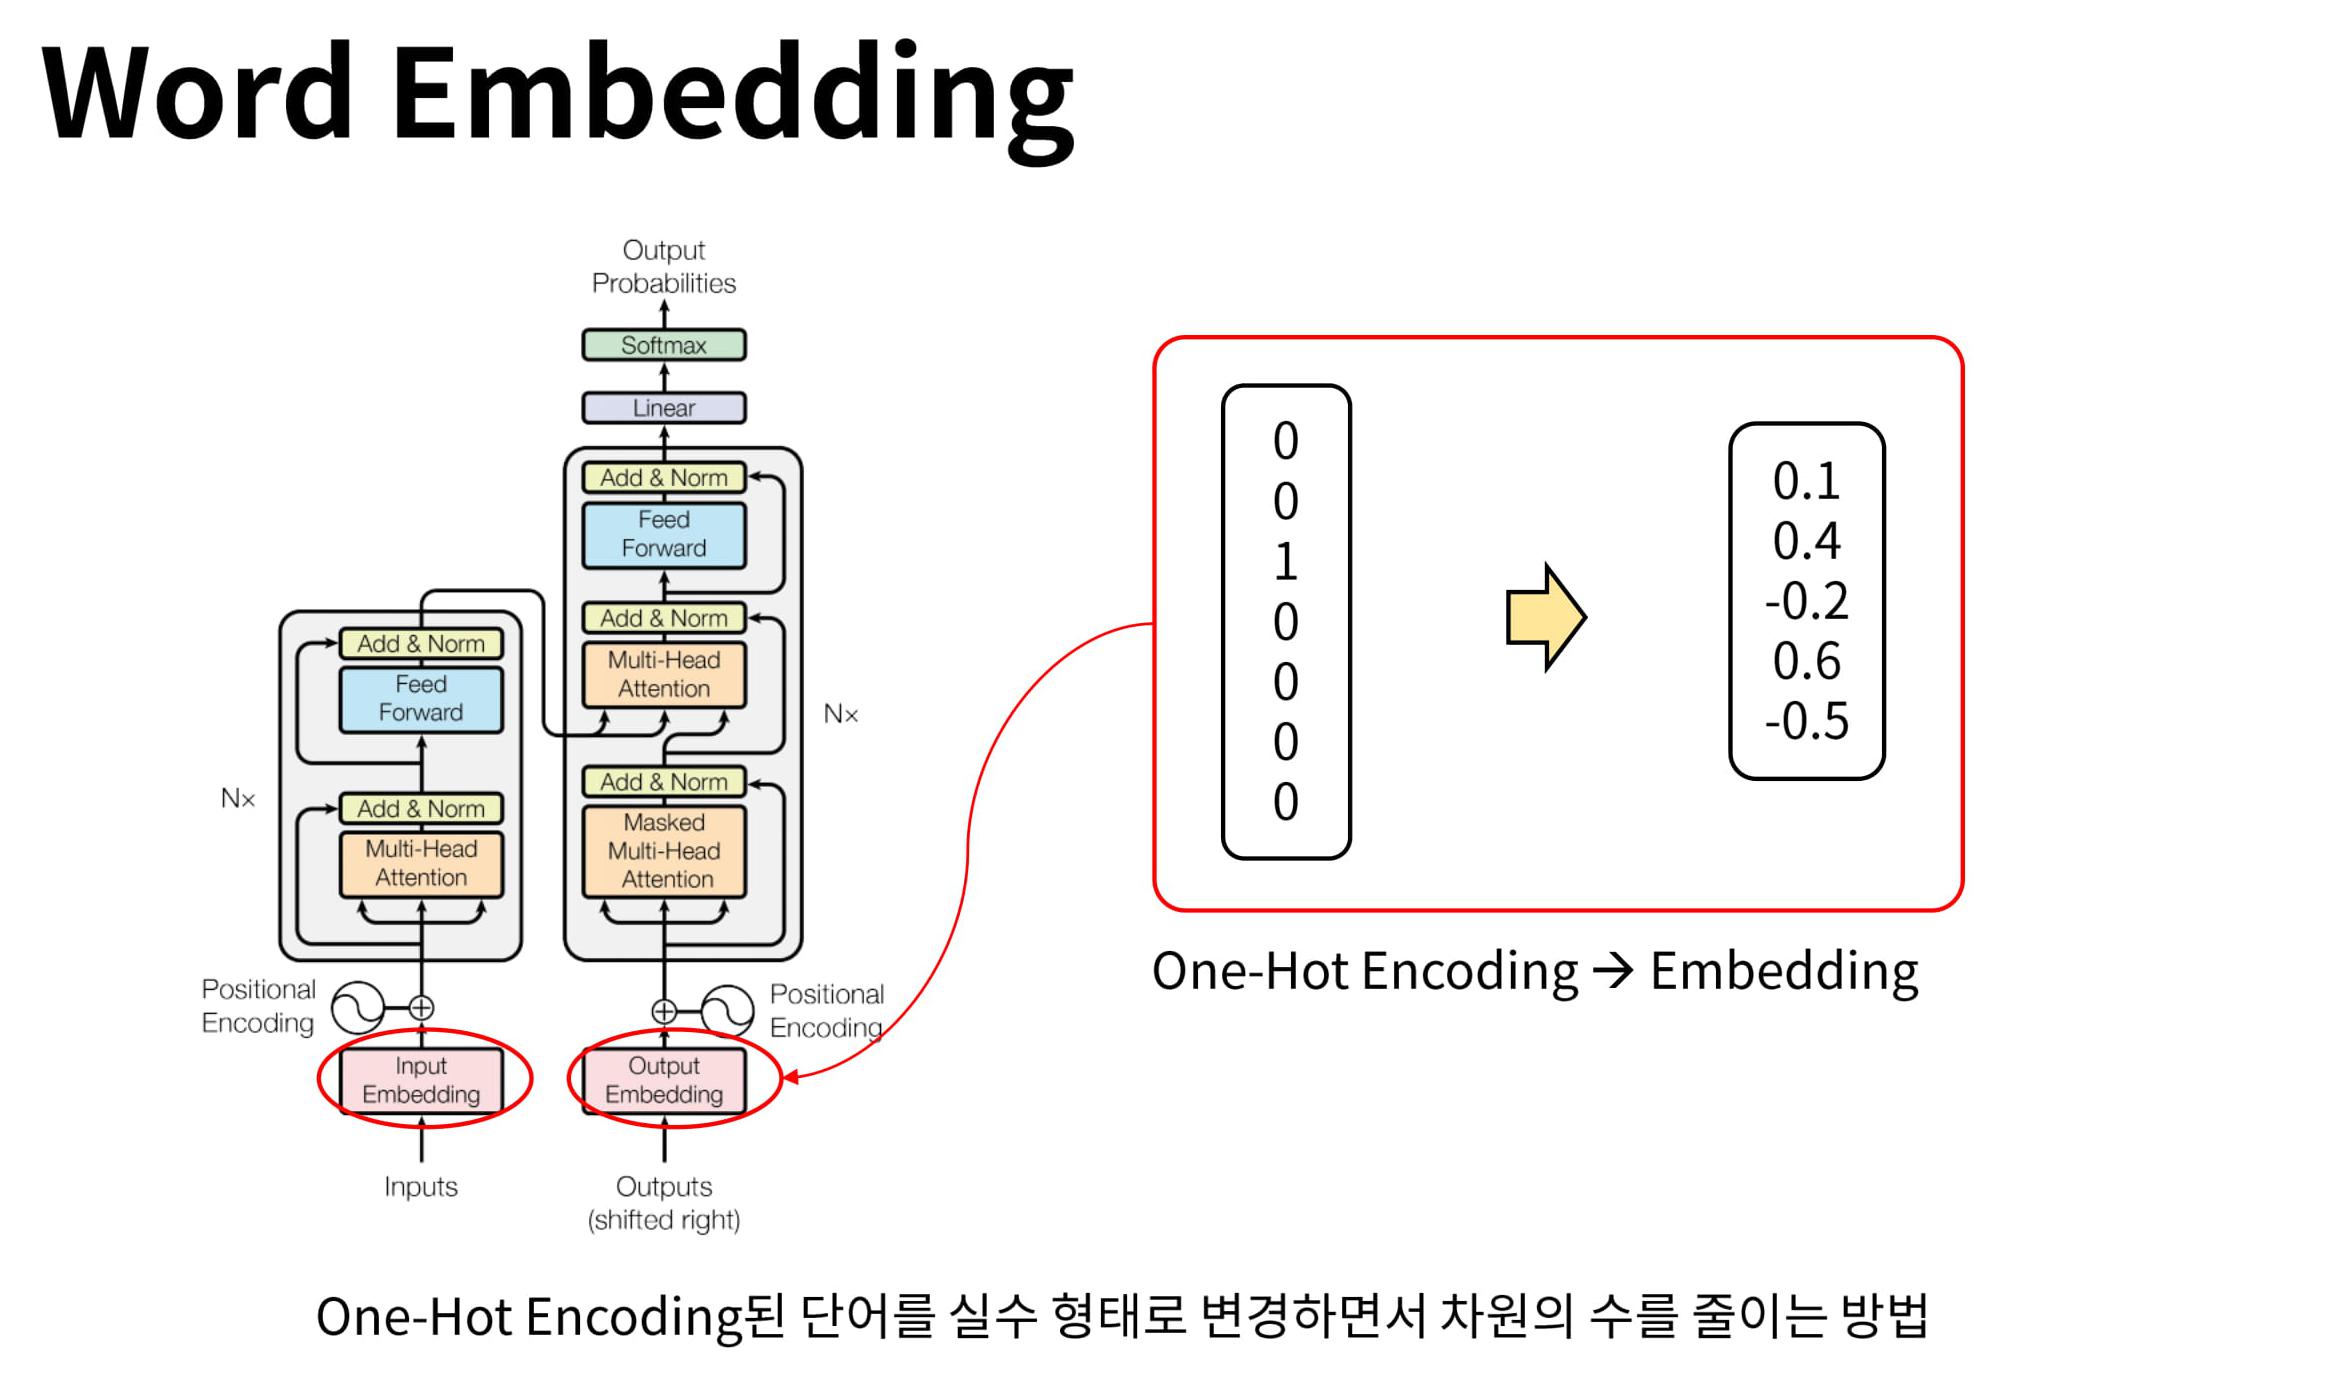 Word Embedding
Output
Probabilities
Softmax
Linear
Add & Norm
Feed
Forward
Add & Norm
Multi-Head
Attention
N×
Add & Norm
Masked
Multi-Head
Attention
Add & Norm
Feed
Forward
N×
Add & Norm
Multi-Head
Attention
Positional
Encoding
Positional
Encoding
Input
Embedding
Output
Embedding
Inputs
Outputs
(shifted right)
0
0
1
0
0
0
0
0.1
0.4
-0.2
0.6
-0.5
One-Hot Encoding → Embedding
One-Hot Encoding된 단어를 실수 형태로 변경하면서 차원의 수를 줄이는 방법